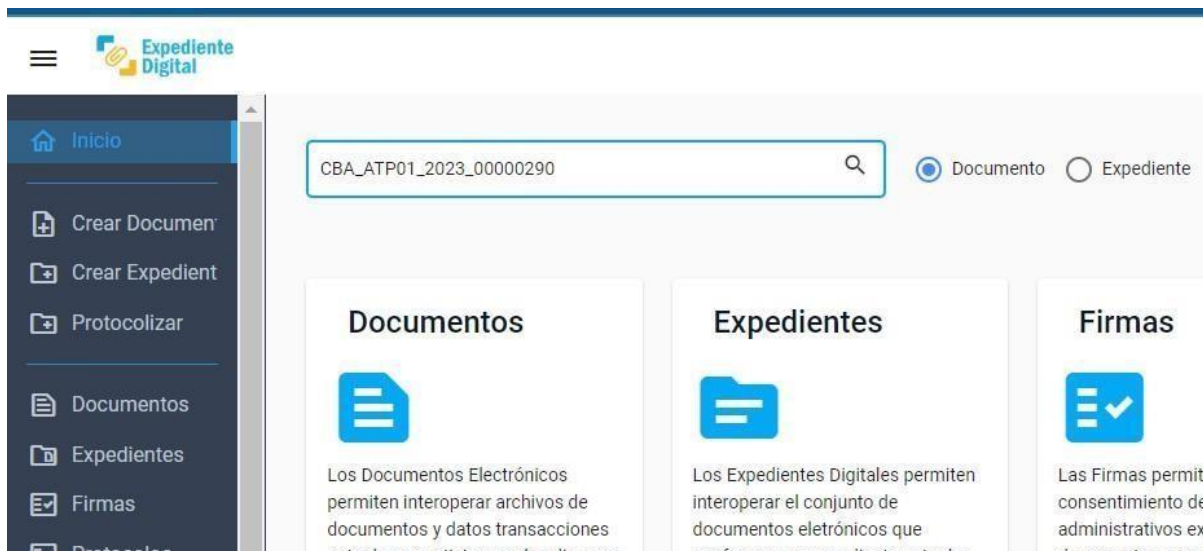 Expediente
Digital
Inicio
CBA_ATP01_2023_00000290
Documento
Expediente
Crear Documen
Crear Expedient
Protocolizar
Documentos
Expedientes
Firmas
Documentos
Los Documentos Electrónicos
permiten interoperar archivos de
documentos y datos transacciones
Expedientes
Los Expedientes Digitales permiten
interoperar el conjunto de
documentos eletrónicos que
Firmas
Las Firmas permit
consentimiento de
administrativos ex